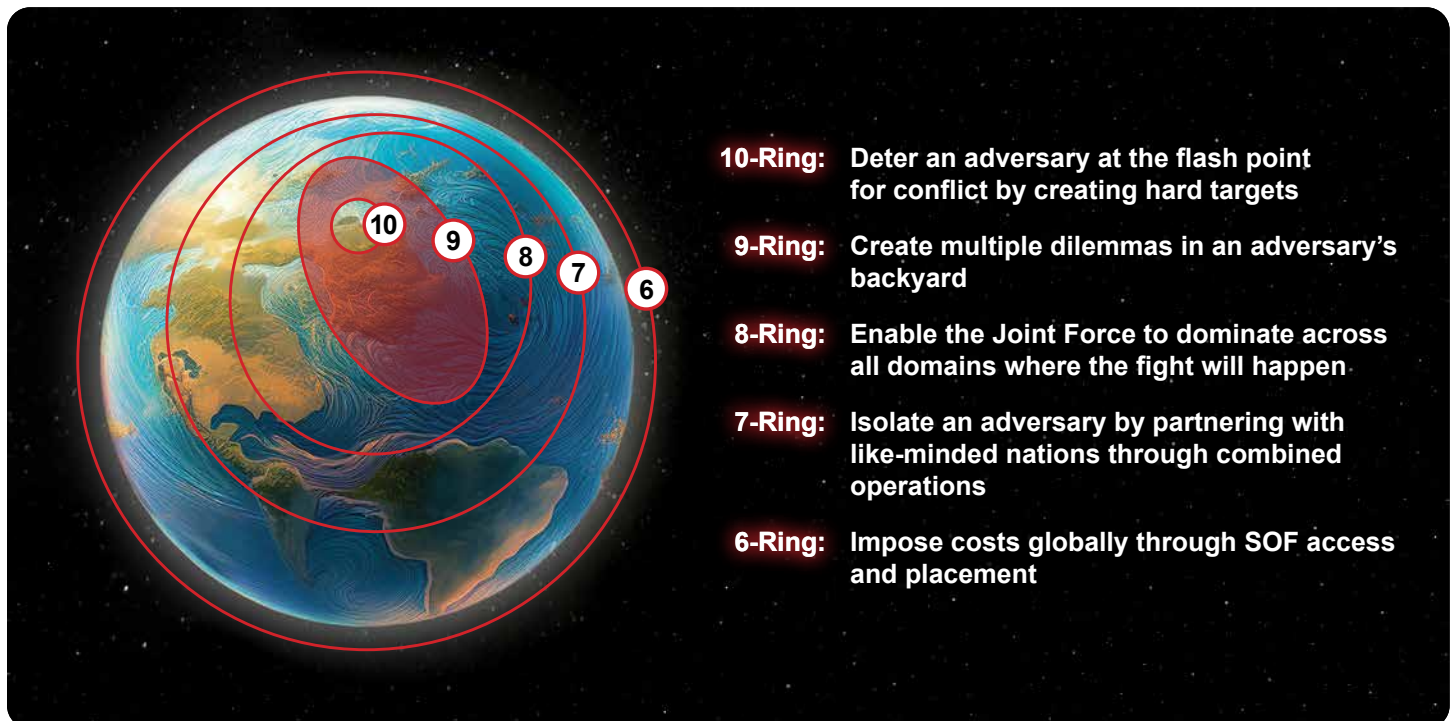 10
9
8
7
6
10-Ring: Deter an adversary at the flash point
for conflict by creating hard targets
9-Ring: Create multiple dilemmas in an adversary’s
backyard
8-Ring: Enable the Joint Force to dominate across
all domains where the fight will happen
7-Ring: Isolate an adversary by partnering with
like-minded nations through combined
operations
6-Ring: Impose costs globally through SOF access
and placement